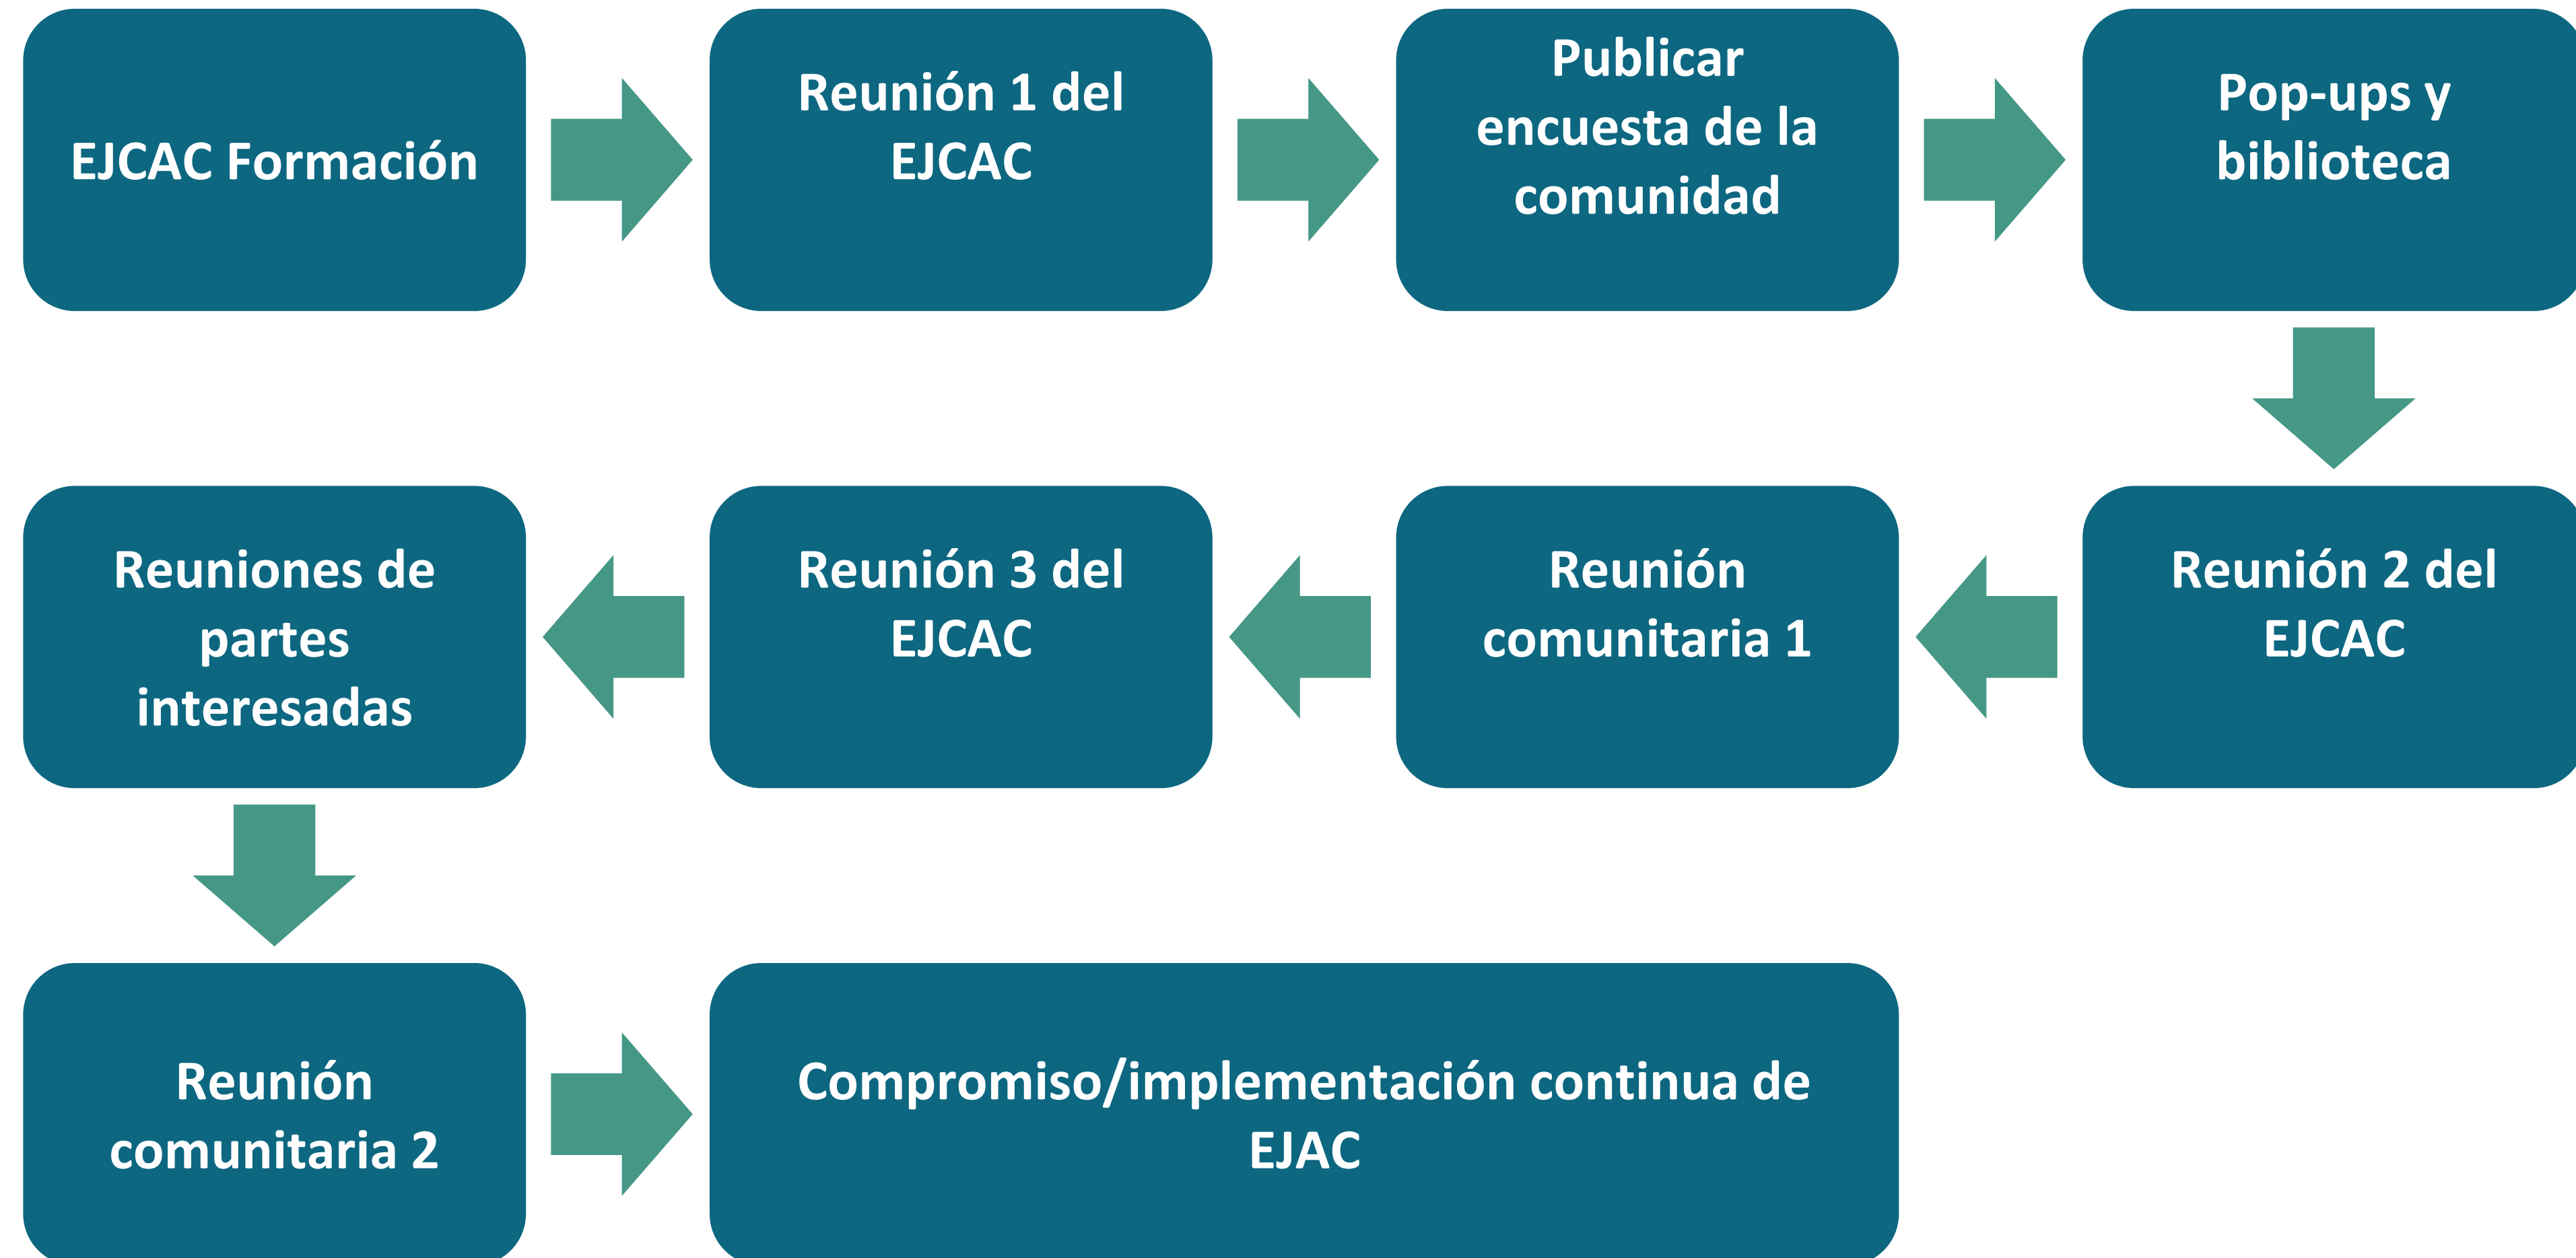 EJCAC Formación
Reunión 1 del
EJCAC
Publicar
encuesta de la
comunidad
Pop-ups y
biblioteca
Reunión 2 del
EJCAC
Reunión
comunitaria 1
Reunión 3 del
EJCAC
Reuniones de
partes
interesadas
Reunión
comunitaria 2
Compromiso/implementación continua de
EJAC